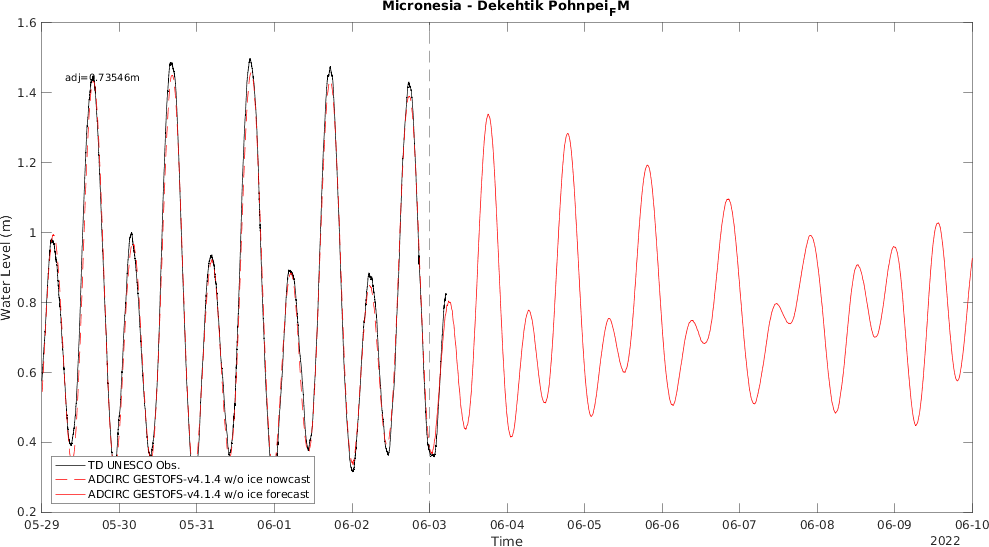 Micronesia - Dekehtik Pohnpei_FM
1.6
1.4
1.2
1
0.8
0.6
0.4
0.2
Water Level (m)
adj=0.73546m
TD UNESCO Obs.
ADCIRC GESTOFS-v4.1.4 w/o ice nowcast
ADCIRC GESTOFS-v4.1.4 w/o ice forecast
05-29 05-30 05-31 06-01 06-02 06-03 06-04 06-05 06-06 06-07 06-08 06-09 06-10
Time
2022